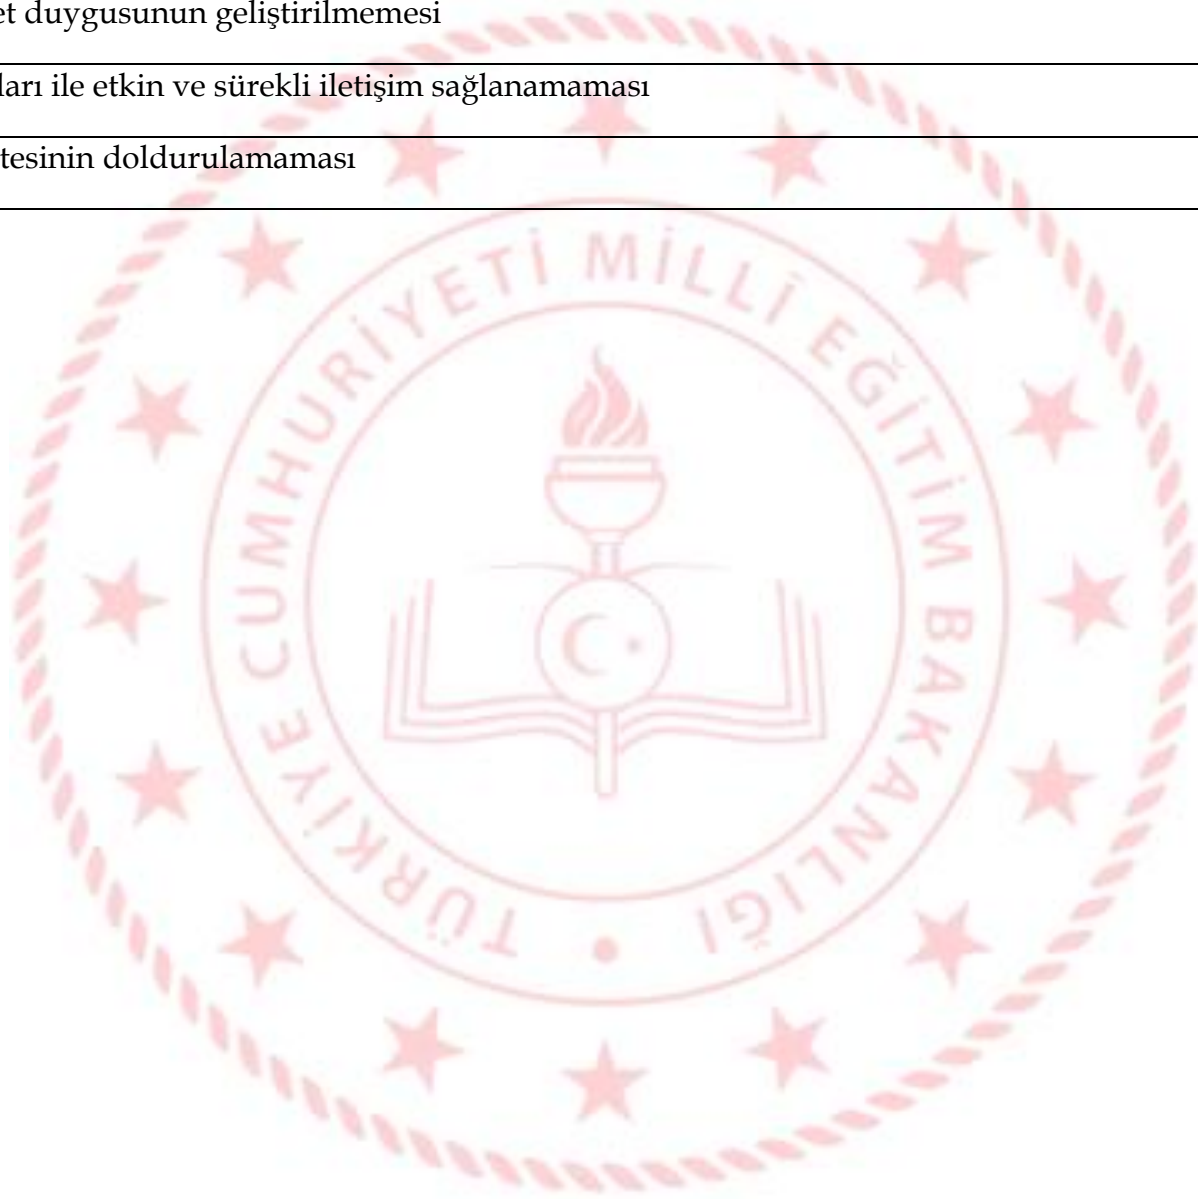 et duygusunun geliştirilmemesi
ları ile etkin ve sürekli iletişim sağlanamaması
tesinin doldurulamaması
TÜRKİYE CUMHURİYETİ MİLLÎ EĞİTİM BAKANLIĞI